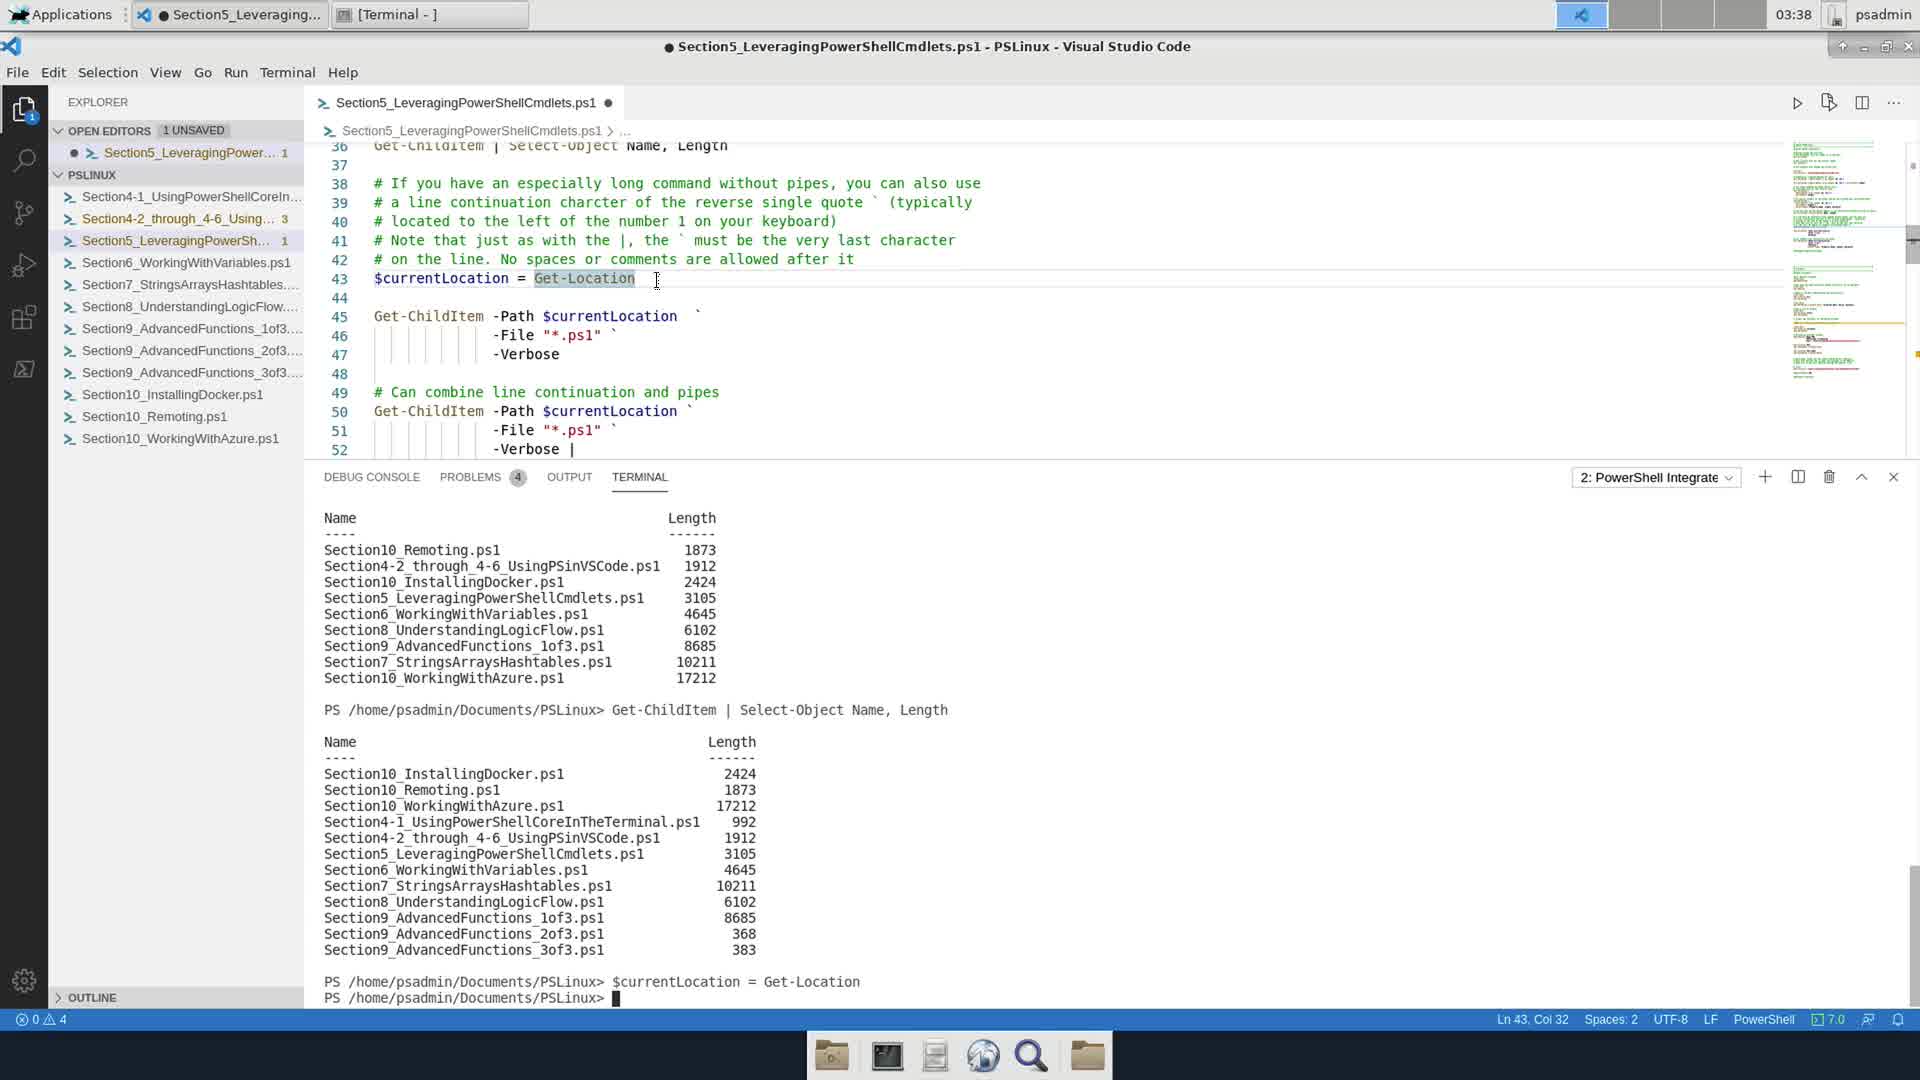 Applications
● Section5_Leveraging...
[Terminal - ]
03:38
psadmin
● Section5_LeveragingPowerShellCmdlets.ps1 - PSLinux - Visual Studio Code
File Edit Selection View Go Run Terminal Help
1
EXPLORER
OPEN EDITORS 1 UNSAVED
● Section5_LeveragingPower... 1
PSLINUX
Section4-1_UsingPowerShellCoreIn...
Section4-2_through_4-6_Using... 3
Section5_LeveragingPowerSh... 1
Section6_WorkingWithVariables.ps1
Section7_StringsArraysHashtables....
Section8_UnderstandingLogicFlow....
Section9_AdvancedFunctions_1of3....
Section9_AdvancedFunctions_2of3....
Section9_AdvancedFunctions_3of3....
Section10_InstallingDocker.ps1
Section10_Remoting.ps1
Section10_WorkingWithAzure.ps1
OUTLINE
Section5_LeveragingPowerShellCmdlets.ps1 ●
Section5_LeveragingPowerShellCmdlets.ps1 > ...
36 Get-ChildItem | Select-Object Name, Length
37
38 # If you have an especially long command without pipes, you can also use
39 # a line continuation charcter of the reverse single quote ` (typically
40 # located to the left of the number 1 on your keyboard)
41 # Note that just as with the |, the ` must be the very last character
42 # on the line. No spaces or comments are allowed after it
43 $currentLocation = Get-Location
44
45 Get-ChildItem -Path $currentLocation  `
46 -File "*.ps1" `
47 -Verbose
48
49 # Can combine line continuation and pipes
50 Get-ChildItem -Path $currentLocation `
51 -File "*.ps1" `
52 -Verbose |
DEBUG CONSOLE PROBLEMS 4 OUTPUT TERMINAL
2: PowerShell Integrate
Name Length
---- ------
Section10_Remoting.ps1 1873
Section4-2_through_4-6_UsingPSinVSCode.ps1 1912
Section10_InstallingDocker.ps1 2424
Section5_LeveragingPowerShellCmdlets.ps1 3105
Section6_WorkingWithVariables.ps1 4645
Section8_UnderstandingLogicFlow.ps1 6102
Section9_AdvancedFunctions_1of3.ps1 8685
Section7_StringsArraysHashtables.ps1 10211
Section10_WorkingWithAzure.ps1 17212
PS /home/psadmin/Documents/PSLinux> Get-ChildItem | Select-Object Name, Length
Name Length
---- ------
Section10_InstallingDocker.ps1 2424
Section10_Remoting.ps1 1873
Section10_WorkingWithAzure.ps1 17212
Section4-1_UsingPowerShellCoreInTheTerminal.ps1 992
Section4-2_through_4-6_UsingPSinVSCode.ps1 1912
Section5_LeveragingPowerShellCmdlets.ps1 3105
Section6_WorkingWithVariables.ps1 4645
Section7_StringsArraysHashtables.ps1 10211
Section8_UnderstandingLogicFlow.ps1 6102
Section9_AdvancedFunctions_1of3.ps1 8685
Section9_AdvancedFunctions_2of3.ps1 368
Section9_AdvancedFunctions_3of3.ps1 383
PS /home/psadmin/Documents/PSLinux> $currentLocation = Get-Location
PS /home/psadmin/Documents/PSLinux>
0 4
Ln 43, Col 32 Spaces: 2 UTF-8 LF PowerShell 7.0